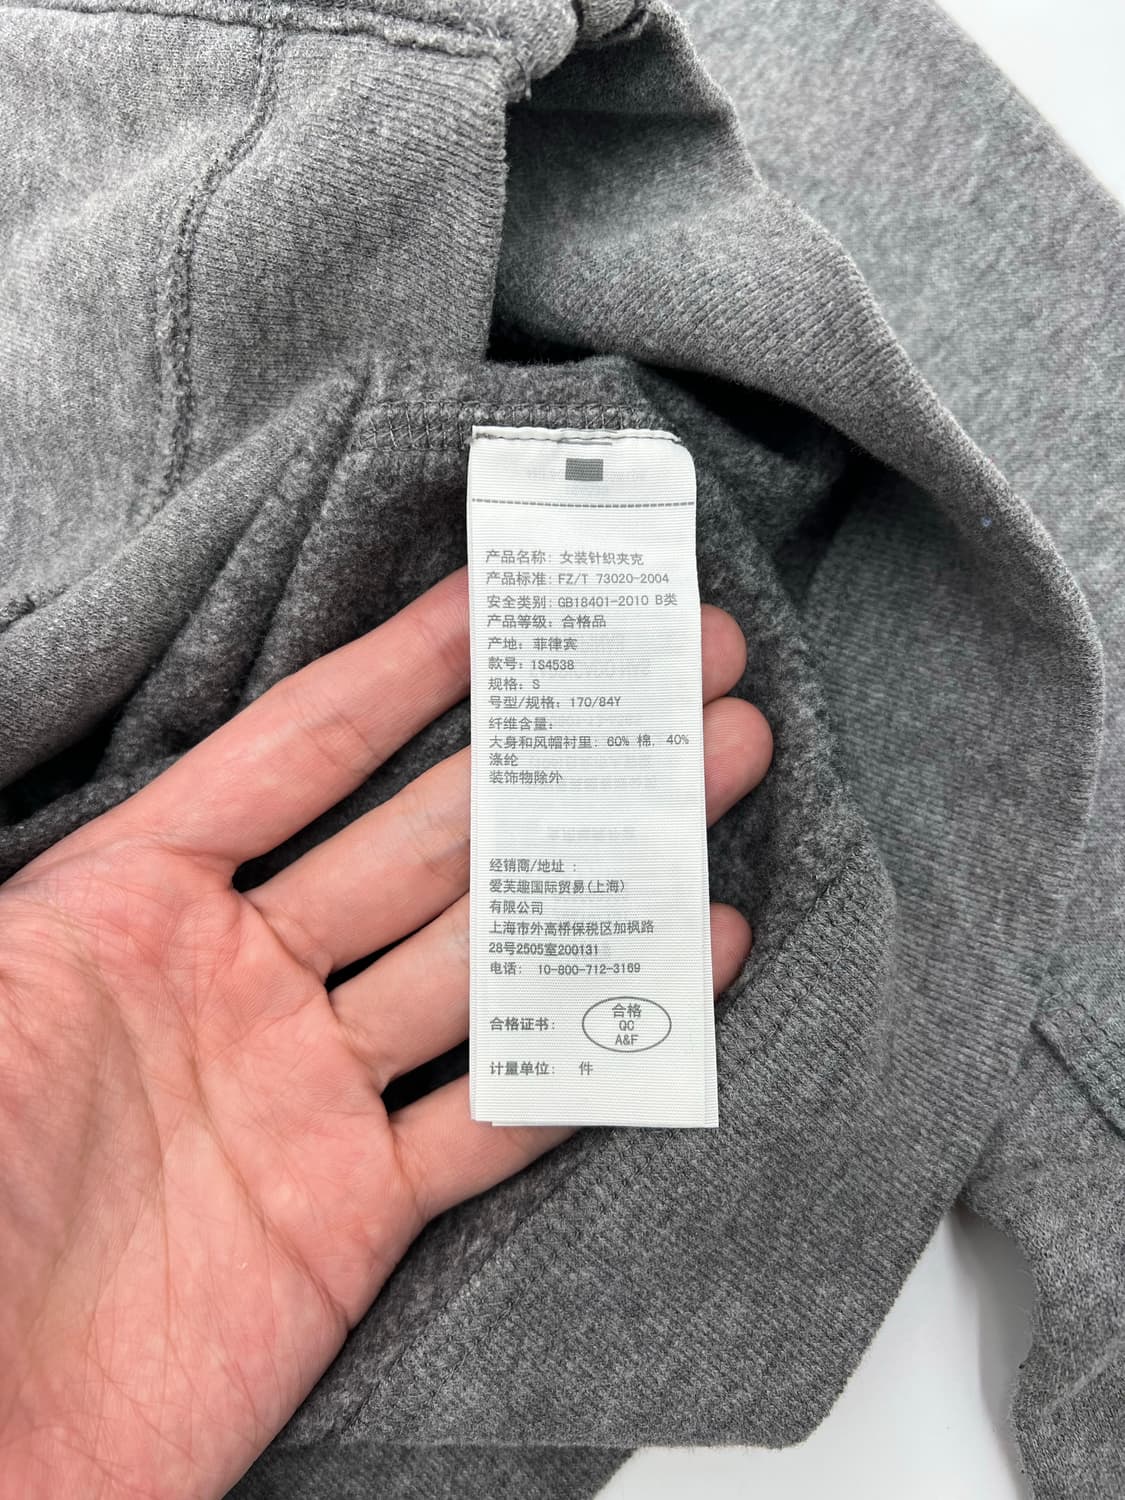 产品名称: 女装针织夹克
产品标准: FZ/T 73020-2004
安全类别: GB18401-2010 B类
产品等级: 合格品
产地: 菲律宾
款号: 1S4538
规格: S
号型/规格: 170/84Y
纤维含量:
大身和风帽衬里: 60% 棉, 40%
涤纶
装饰物除外
经销商/地址 :
爱芙趣国际贸易(上海)
有限公司
上海市外高桥保税区加枫路
28号2505室200131
电话: 10-800-712-3169
合格证书:
合格
QC
A&F
计量单位: 件